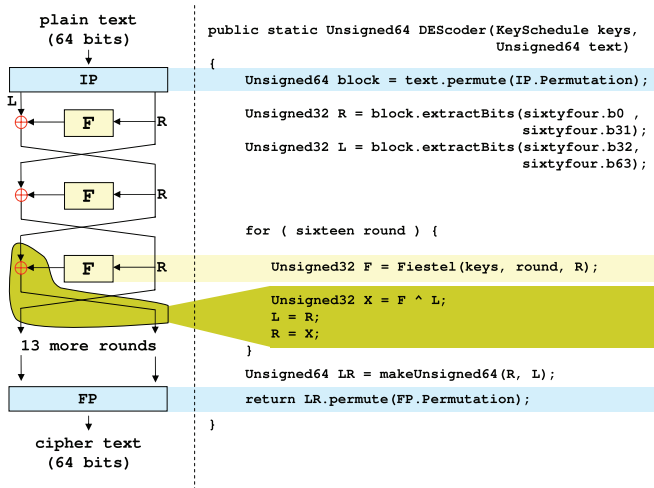 plain text
(64 bits)
IP
L
F
R
F
R
F
R
13 more rounds
FP
cipher text
(64 bits)
public static Unsigned64 DEScoder(KeySchedule keys,
Unsigned64 text)
{
Unsigned64 block = text.permute(IP.Permutation);
Unsigned32 R = block.extractBits(sixtyfour.b0 ,
sixtyfour.b31);
Unsigned32 L = block.extractBits(sixtyfour.b32,
sixtyfour.b63);
for ( sixteen round ) {
Unsigned32 F = Fiestel(keys, round, R);
Unsigned32 X = F ^ L;
L = R;
R = X;
}
Unsigned64 LR = makeUnsigned64(R, L);
return LR.permute(FP.Permutation);
}